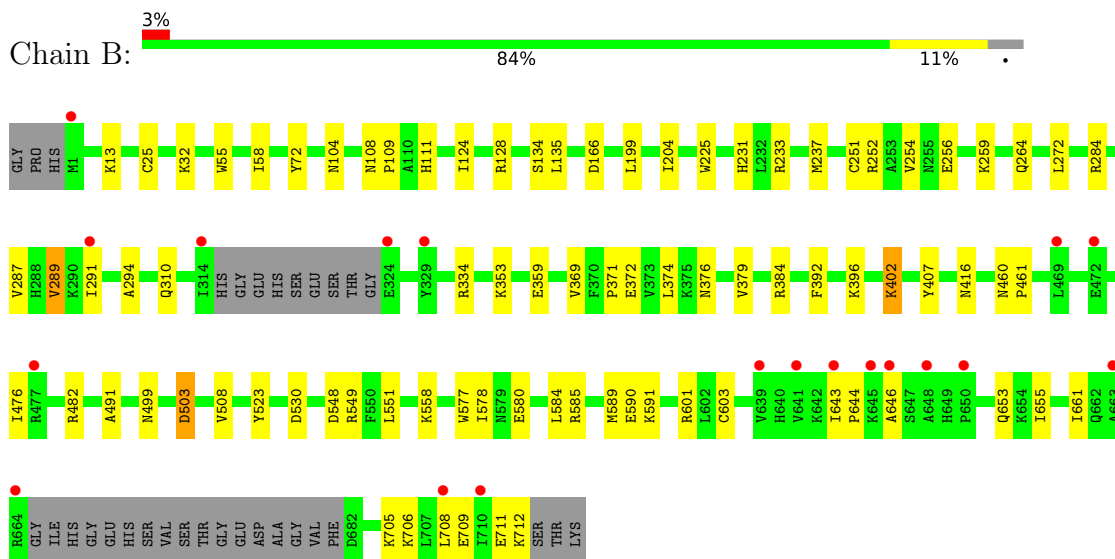 3%
Chain B:
84% 11% •
GLY PRO HIS M1 K13 C25 K32 W55 I58 Y72 N104 N108 P109 A110 H111 I124 R128 S134 L135 D166 L199 I204 W225 H231 L232 R233 M237 C251 R252 A253 V254 N255 E256 K259 Q264 L272 R284
V287 H288 V289 K290 I291 A294 Q310 I314 HIS GLY GLU HIS SER GLU SER THR GLY E324 Y329 R334 K353 E359 V369 F370 P371 E372 V373 L374 K375 N376 V379 R384 F392 K396 K402 Y407 N416 N460 P461 L469 E472
I476 R477 R482 A491 N499 D503 V508 Y523 D530 D548 R549 F550 L551 K558 W577 I578 N579 E580 L584 R585 M589 E590 K591 R601 L602 C603 V639 H640 V641 K642 I643 P644 K645 A646 S647 A648 H649 P650 Q653 K654 I655 I661 Q662 A663
R664 GLY ILE HIS GLY GLU HIS SER VAL SER THR GLY GLU ASP ALA GLY VAL PHE D682 K705 K706 L707 L708 E709 I710 E711 K712 SER THR LYS